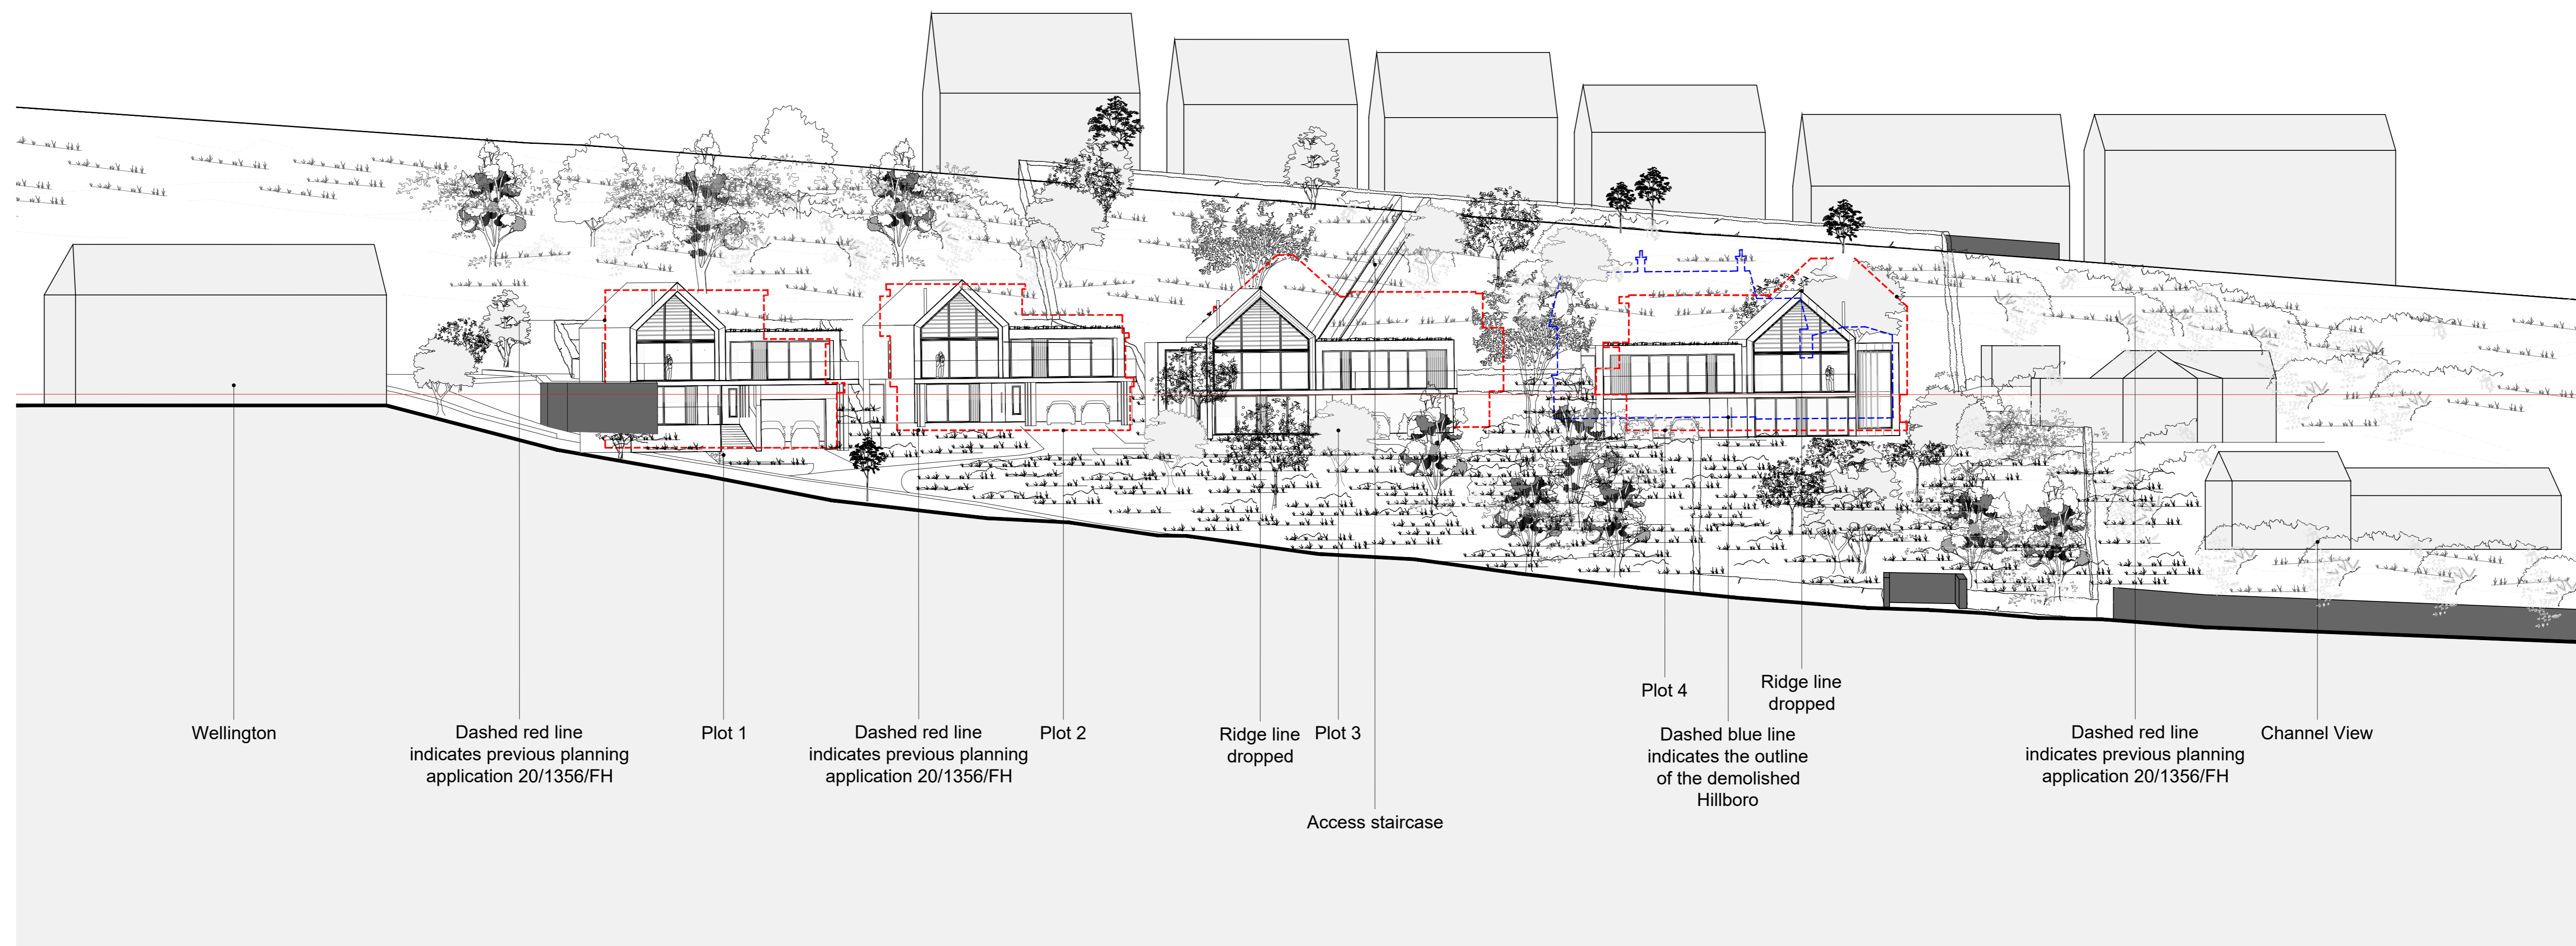 Wellington
Dashed red line
indicates previous planning
application 20/1356/FH
Plot 1
Dashed red line
indicates previous planning
application 20/1356/FH
Plot 2
Ridge line
dropped
Plot 3
Access staircase
Plot 4
Dashed blue line
indicates the outline
of the demolished
Hillboro
Ridge line
dropped
Dashed red line
indicates previous planning
application 20/1356/FH
Channel View